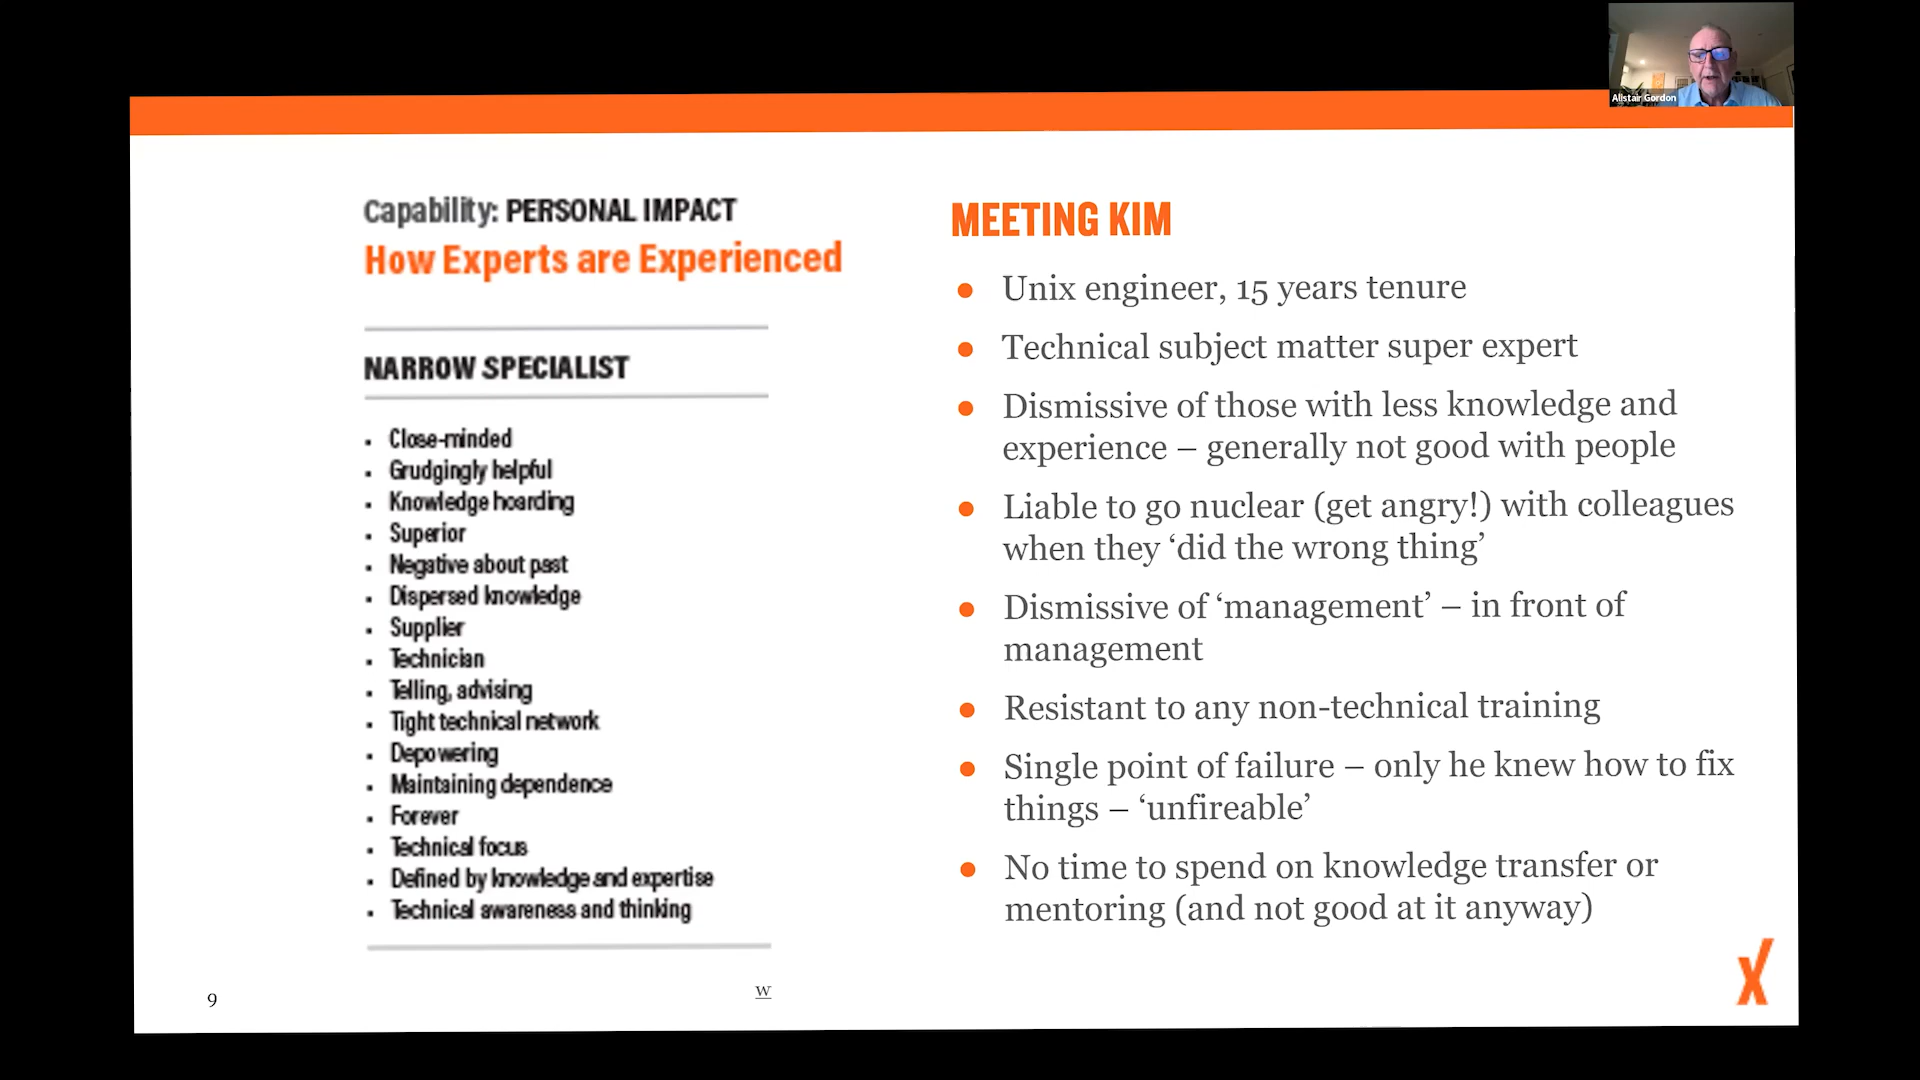 Alistair Gordon
Capability: PERSONAL IMPACT
How Experts are Experienced
NARROW SPECIALIST
• Close-minded
• Grudgingly helpful
• Knowledge hoarding
• Superior
• Negative about past
• Dispersed knowledge
• Supplier
• Technician
• Telling, advising
• Tight technical network
• Depowering
• Maintaining dependence
• Forever
• Technical focus
• Defined by knowledge and expertise
• Technical awareness and thinking
MEETING KIM
● Unix engineer, 15 years tenure
● Technical subject matter super expert
● Dismissive of those with less knowledge and
experience – generally not good with people
● Liable to go nuclear (get angry!) with colleagues
when they ‘did the wrong thing’
● Dismissive of ‘management’ – in front of
management
● Resistant to any non-technical training
● Single point of failure – only he knew how to fix
things – ‘unfireable’
● No time to spend on knowledge transfer or
mentoring (and not good at it anyway)
9
w